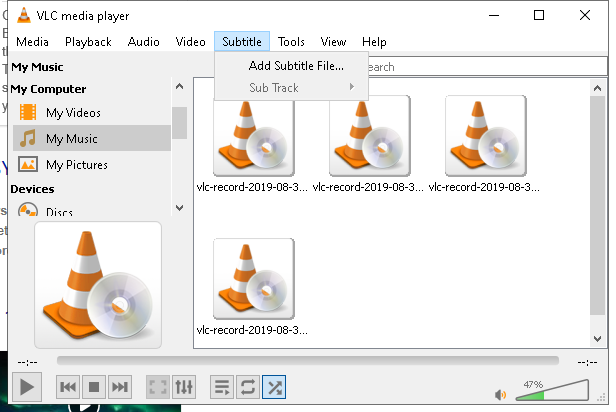 VLC media player
Media Playback Audio Video Subtitle Tools View Help
Add Subtitle File...
Sub Track
My Music
earch
My Computer
My Videos
My Music
My Pictures
Devices
Discs
vlc-record-2019-08-3...
vlc-record-2019-08-3...
vlc-record-2019-08-3...
vlc-record-2019-08-3...
--:--
--:--
47%